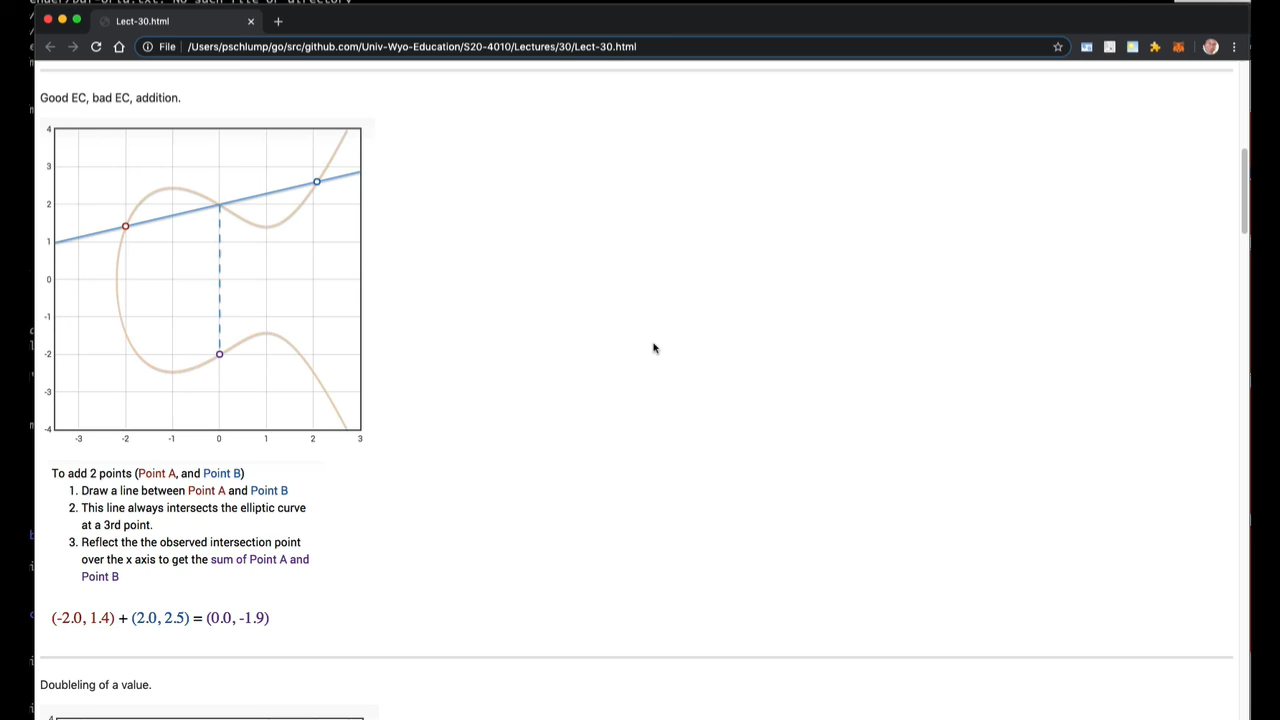 Lect-30.html
File /Users/pschlump/go/src/github.com/Univ-Wyo-Education/S20-4010/Lectures/30/Lect-30.html
Good EC, bad EC, addition.
4
3
2
1
0
-1
-2
-3
-4
-3 -2 -1 0 1 2 3
To add 2 points (Point A, and Point B)
1. Draw a line between Point A and Point B
2. This line always intersects the elliptic curve
at a 3rd point.
3. Reflect the the observed intersection point
over the x axis to get the sum of Point A and
Point B
(-2.0, 1.4) + (2.0, 2.5) = (0.0, -1.9)
Doubleling of a value.
4